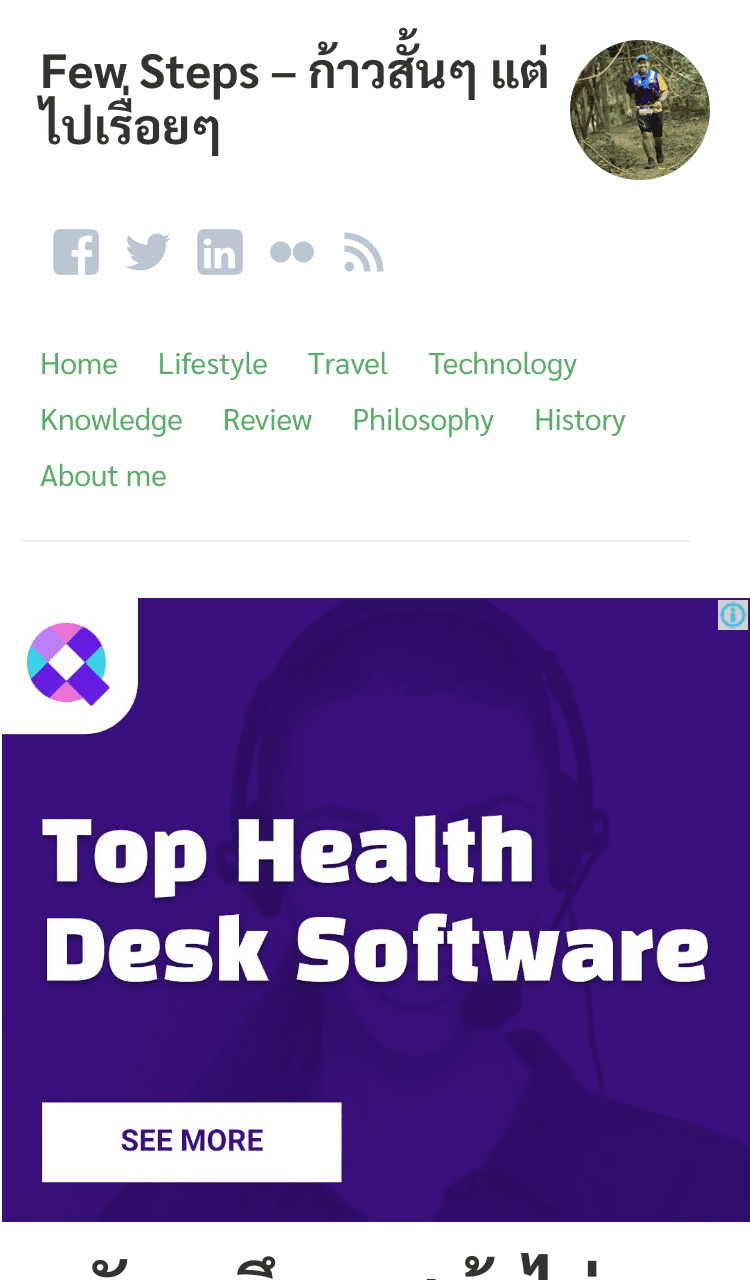 Few Steps – ก้าวสั้นๆ แต่
ไปเรื่อยๆ
Home Lifestyle Travel Technology
Knowledge Review Philosophy History
About me
Top Health
Desk Software
SEE MORE